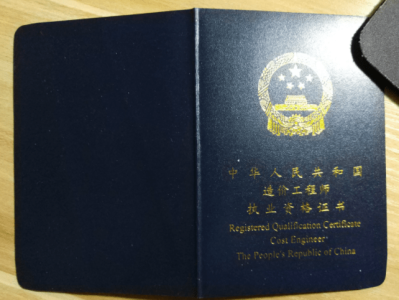 中华人民共和国
造价工程师
执业资格证书
Registered Qualification Certificate
Cost Engineer
The People's Republic of China